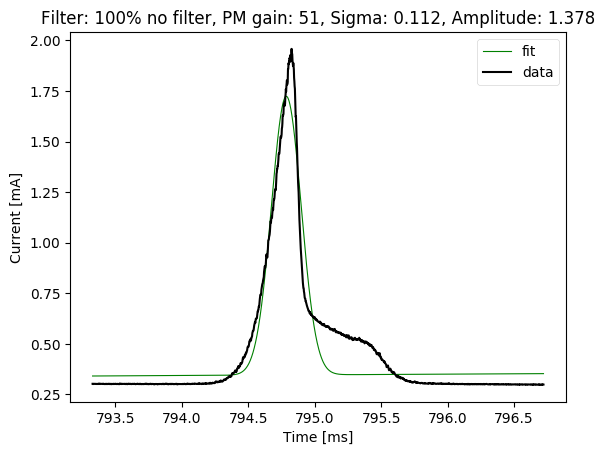 Filter: 100% no filter, PM gain: 51, Sigma: 0.112, Amplitude: 1.378
fit
data
2.00
1.75
1.50
1.25
1.00
0.75
0.50
0.25
Current [mA]
793.5 794.0 794.5 795.0 795.5 796.0 796.5
Time [ms]